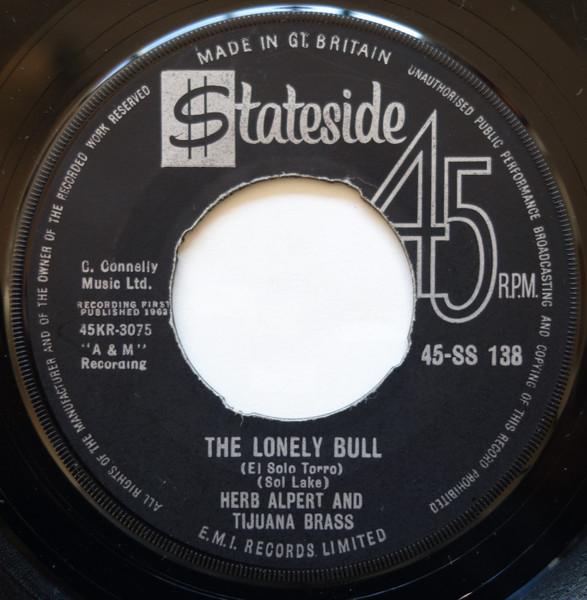 MADE IN GT. BRITAIN
UNAUTHORISED PUBLIC PERFORMANCE BROADCASTING AND COPYING OF THIS RECORD PROHIBITED
ALL RIGHTS OF THE MANUFACTURER AND OF THE OWNER OF THE RECORDED WORK RESERVED
Stateside
45
R.P.M.
C. Connelly
Music Ltd.
RECORDING FIRST
PUBLISHED 1962
45KR-3075
"A & M"
Recording
45-SS 138
THE LONELY BULL
(El Solo Torro)
(Sol Lake)
HERB ALPERT AND
TIJUANA BRASS
E.M.I. RECORDS LIMITED